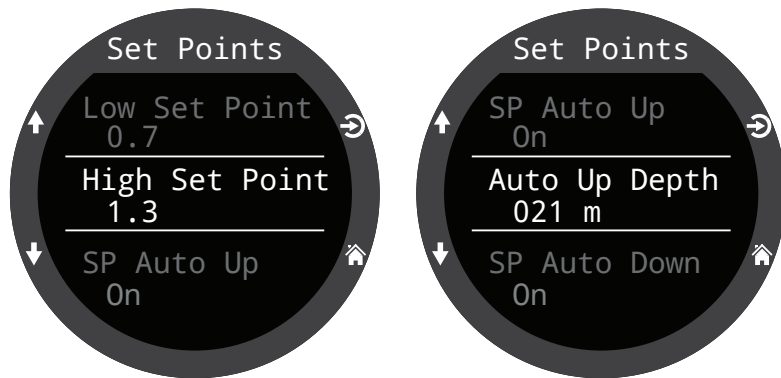 Set Points
Low Set Point
0.7
High Set Point
1.3
SP Auto Up
On
Set Points
SP Auto Up
On
Auto Up Depth
021 m
SP Auto Down
On